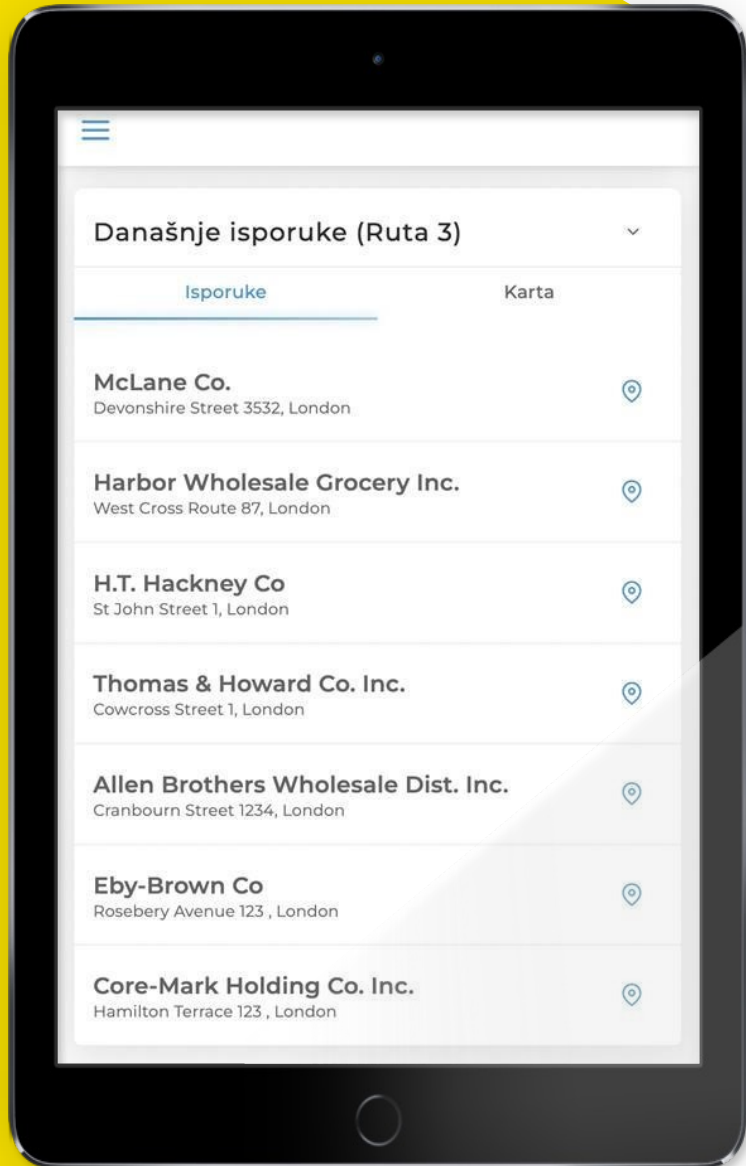 Današnje isporuke (Ruta 3)
Isporuke Karta
McLane Co.
Devonshire Street 3532, London
Harbor Wholesale Grocery Inc.
West Cross Route 87, London
H.T. Hackney Co
St John Street 1, London
Thomas & Howard Co. Inc.
Cowcross Street 1, London
Allen Brothers Wholesale Dist. Inc.
Cranbourn Street 1234, London
Eby-Brown Co
Rosebery Avenue 123 , London
Core-Mark Holding Co. Inc.
Hamilton Terrace 123 , London